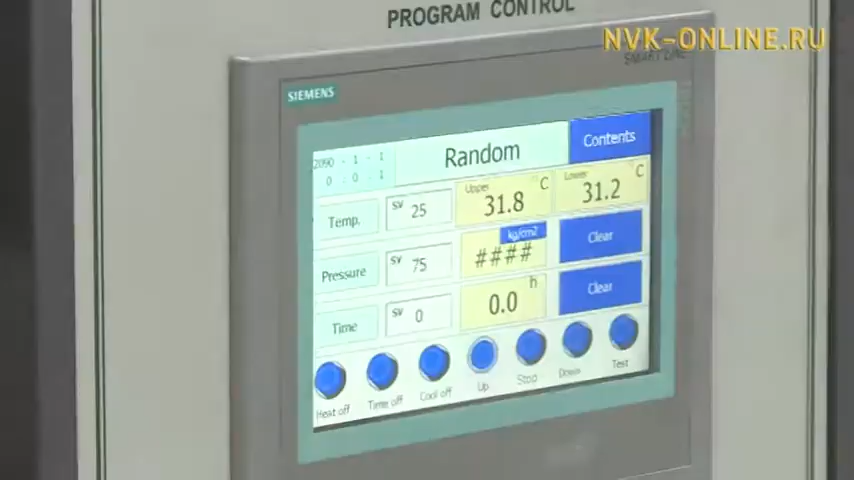 PROGRAM CONTROL
NVK-ONLINE.RU
SMART LINE
SIEMENS
2090 - 1 - 1
0 - 0 - 1
Random
Contents
Temp.
SV 25
Upper C
31.8
Lower C
31.2
Pressure
SV 75
kg/cm2
####
Clear
Time
SV 0
h
0.0
Clear
Heat off
Time off
Cool off
Up
Stop
Down
Test